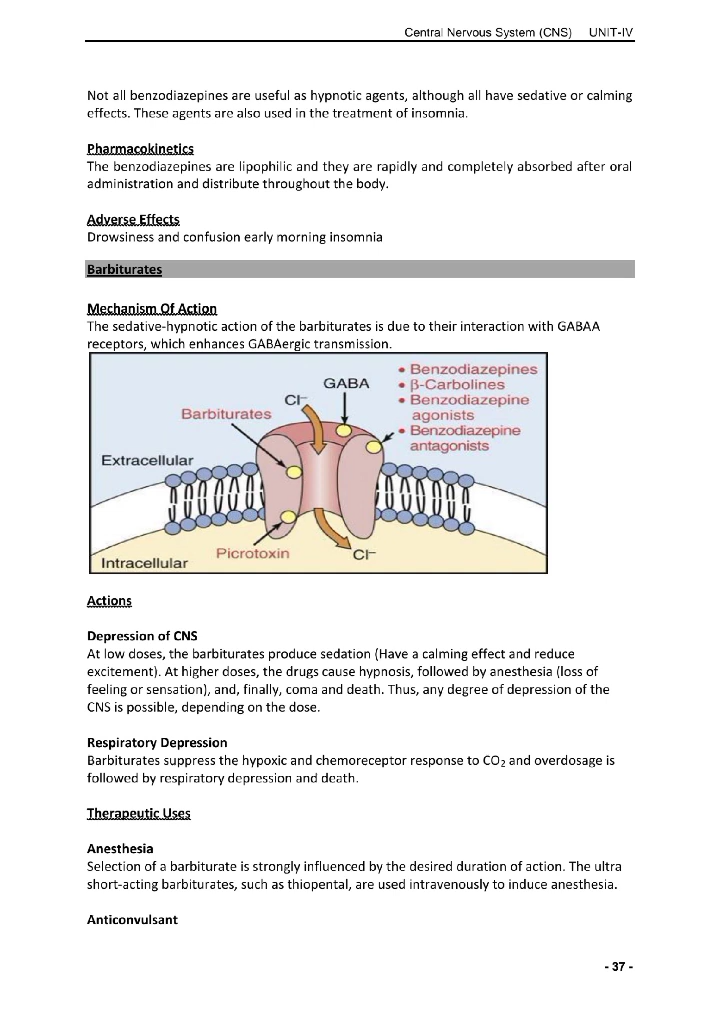 Central Nervous System (CNS) UNIT-IV
Not all benzodiazepines are useful as hypnotic agents, although all have sedative or calming
effects. These agents are also used in the treatment of insomnia.
Pharmacokinetics
The benzodiazepines are lipophilic and they are rapidly and completely absorbed after oral
administration and distribute throughout the body.
Adverse Effects
Drowsiness and confusion early morning insomnia
Barbiturates
Mechanism Of Action
The sedative-hypnotic action of the barbiturates is due to their interaction with GABAA
receptors, which enhances GABAergic transmission.
• Benzodiazepines
• β-Carbolines
• Benzodiazepine
agonists
• Benzodiazepine
antagonists
GABA
Cl⁻
Barbiturates
Extracellular
Picrotoxin
Cl⁻
Intracellular
Actions
Depression of CNS
At low doses, the barbiturates produce sedation (Have a calming effect and reduce
excitement). At higher doses, the drugs cause hypnosis, followed by anesthesia (loss of
feeling or sensation), and, finally, coma and death. Thus, any degree of depression of the
CNS is possible, depending on the dose.
Respiratory Depression
Barbiturates suppress the hypoxic and chemoreceptor response to CO₂ and overdosage is
followed by respiratory depression and death.
Therapeutic Uses
Anesthesia
Selection of a barbiturate is strongly influenced by the desired duration of action. The ultra
short-acting barbiturates, such as thiopental, are used intravenously to induce anesthesia.
Anticonvulsant
- 37 -